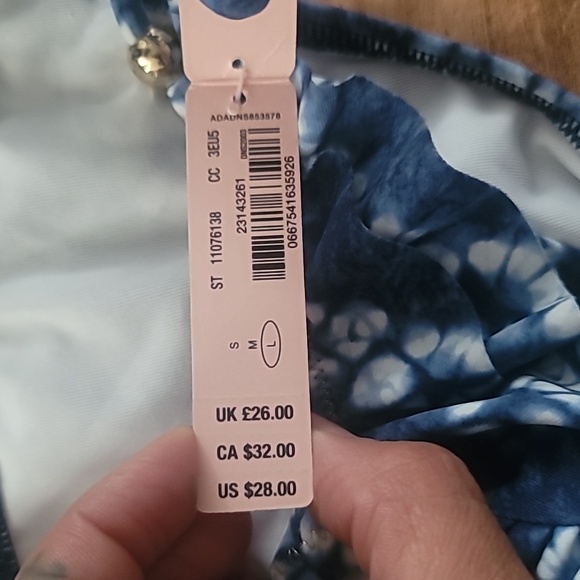 ADADNS853578
ST 11076138 CC 3EU5
23143261
0667541635926
S M L
UK £26.00
CA $32.00
US $28.00